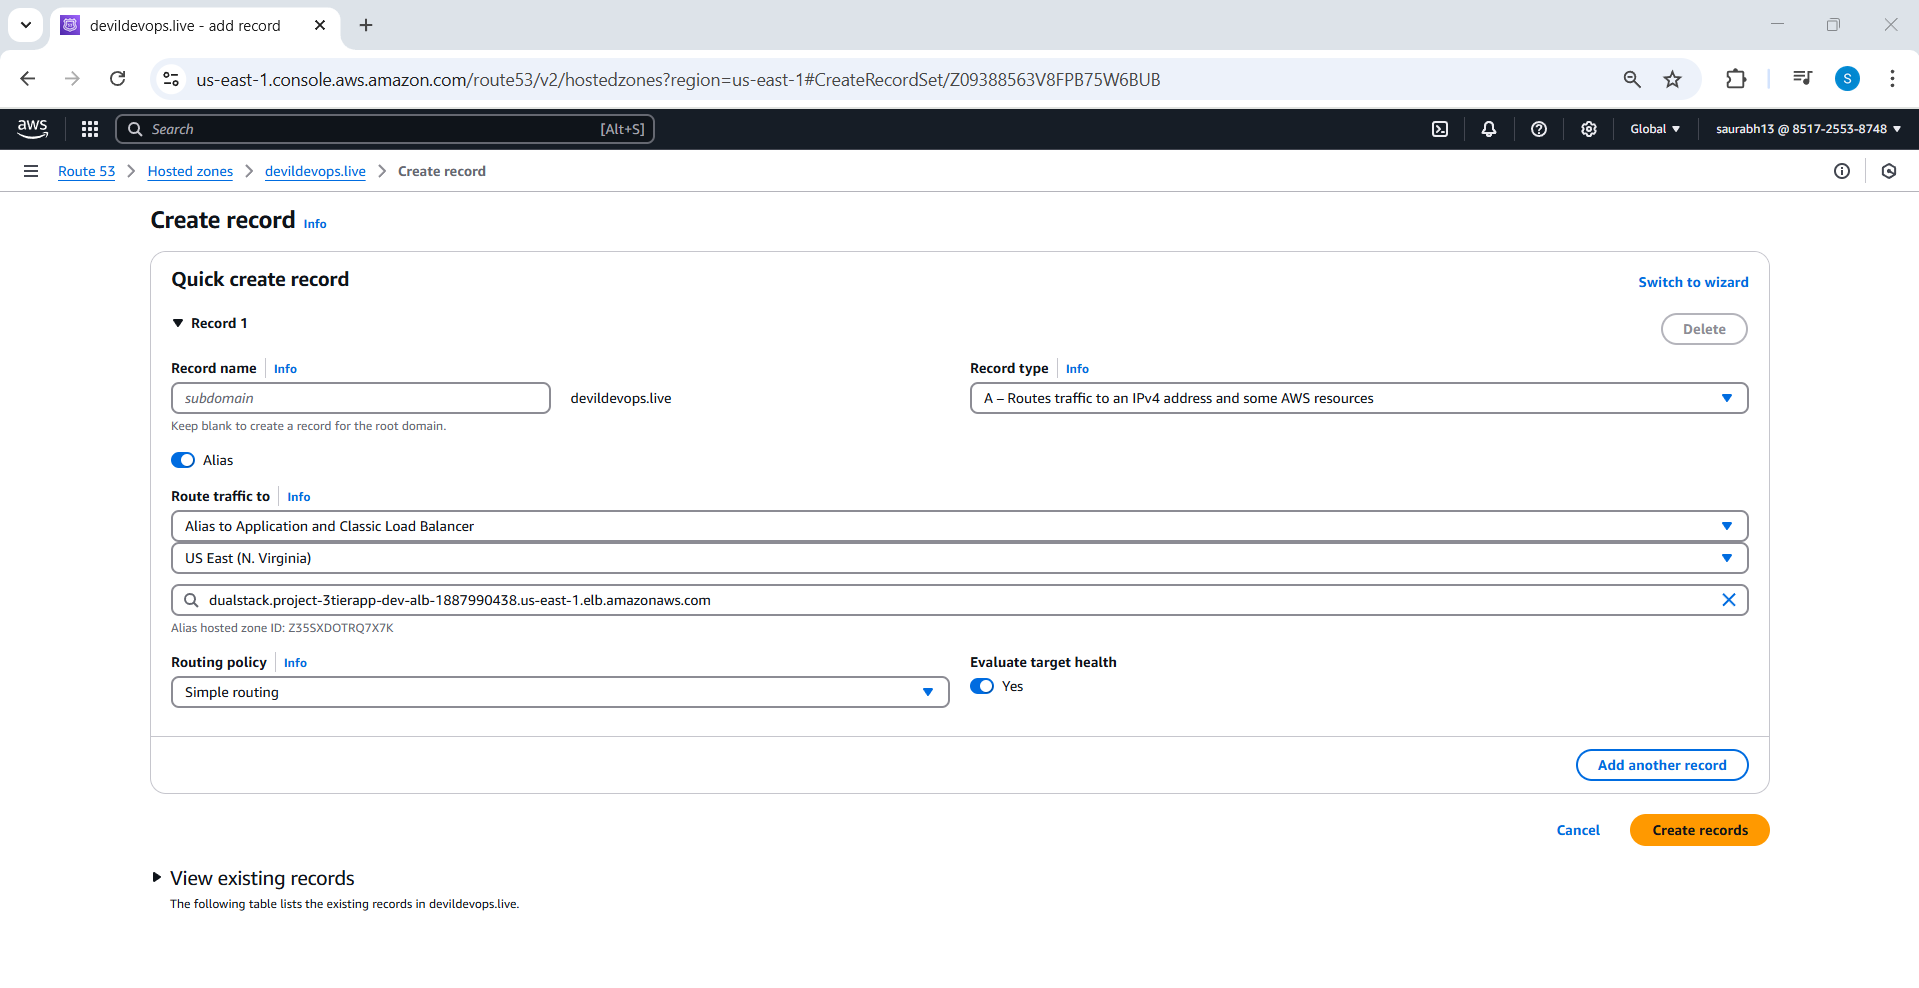 devildevops.live - add record
us-east-1.console.aws.amazon.com/route53/v2/hostedzones?region=us-east-1#CreateRecordSet/Z09388563V8FPB75W6BUB
S
aws
Search [Alt+S]
Global
saurabh13 @ 8517-2553-8748
Route 53 > Hosted zones > devildevops.live > Create record
Create record Info
Quick create record
Switch to wizard
Record 1
Delete
Record name Info
subdomain
devildevops.live
Keep blank to create a record for the root domain.
Record type Info
A – Routes traffic to an IPv4 address and some AWS resources
Alias
Route traffic to Info
Alias to Application and Classic Load Balancer
US East (N. Virginia)
dualstack.project-3tierapp-dev-alb-1887990438.us-east-1.elb.amazonaws.com
Alias hosted zone ID: Z35SXDOTRQ7X7K
Routing policy Info
Simple routing
Evaluate target health
Yes
Add another record
Cancel
Create records
View existing records
The following table lists the existing records in devildevops.live.